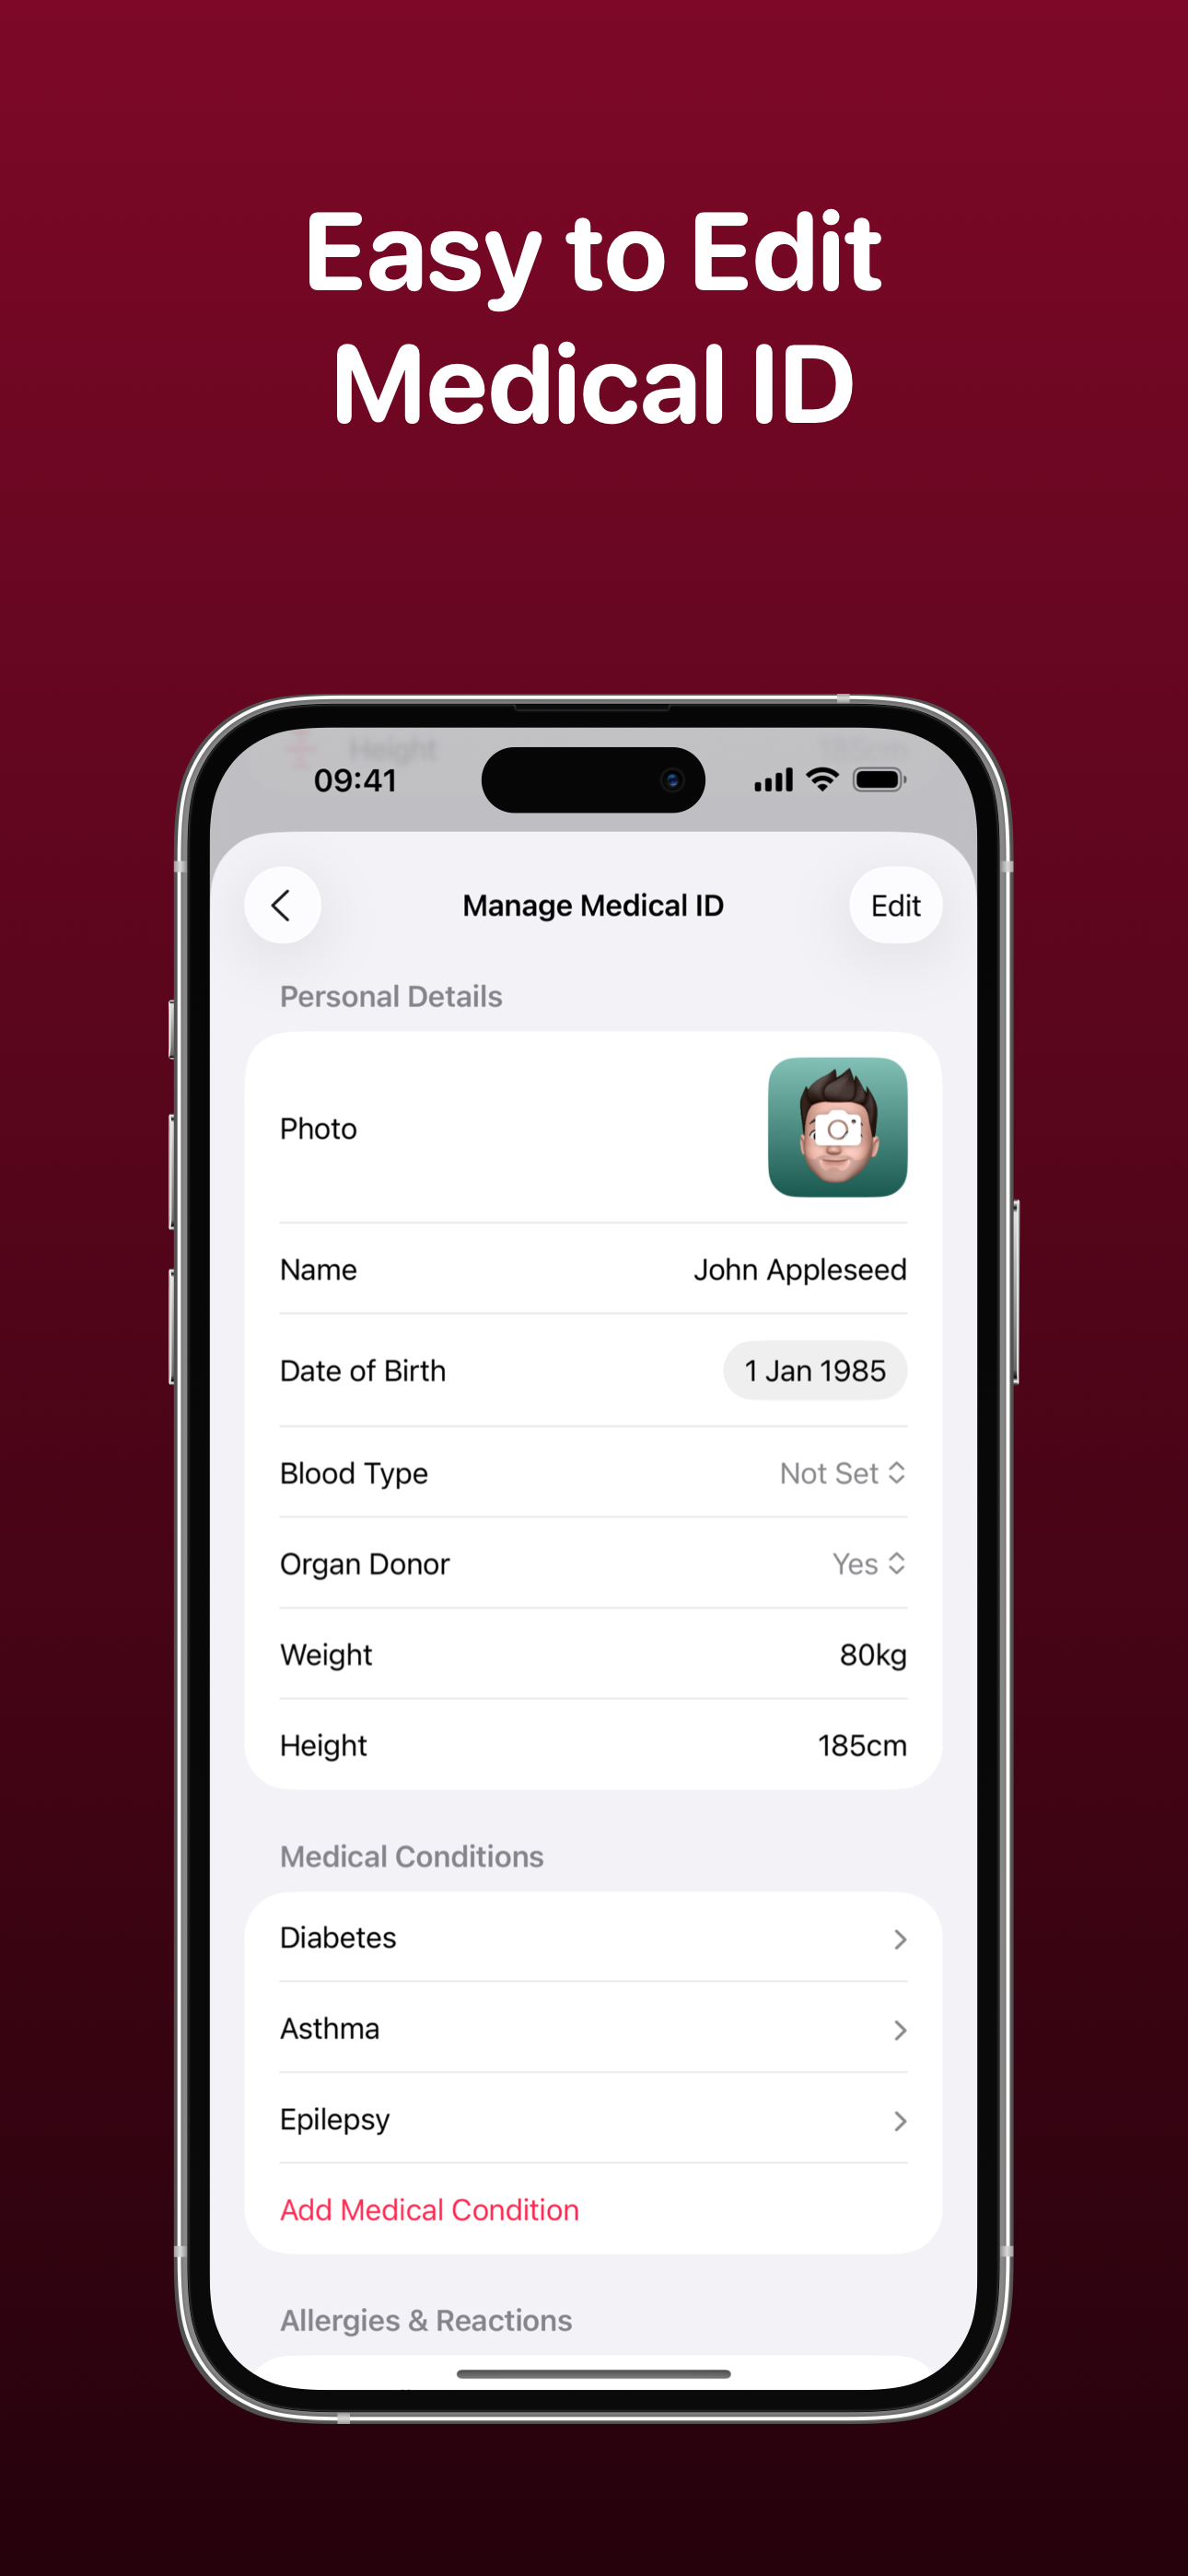 Easy to Edit
Medical ID
Height 185cm
09:41
Manage Medical ID Edit
Personal Details
Photo
Name John Appleseed
Date of Birth 1 Jan 1985
Blood Type Not Set
Organ Donor Yes
Weight 80kg
Height 185cm
Medical Conditions
Diabetes
Asthma
Epilepsy
Add Medical Condition
Allergies & Reactions